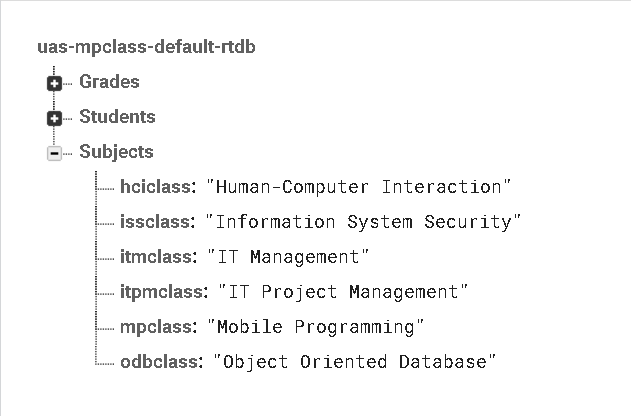 uas-mpclass-default-rtdb
Grades
Students
Subjects
hciclass: "Human-Computer Interaction"
issclass: "Information System Security"
itmclass: "IT Management"
itpmclass: "IT Project Management"
mpclass: "Mobile Programming"
odbclass: "Object Oriented Database"